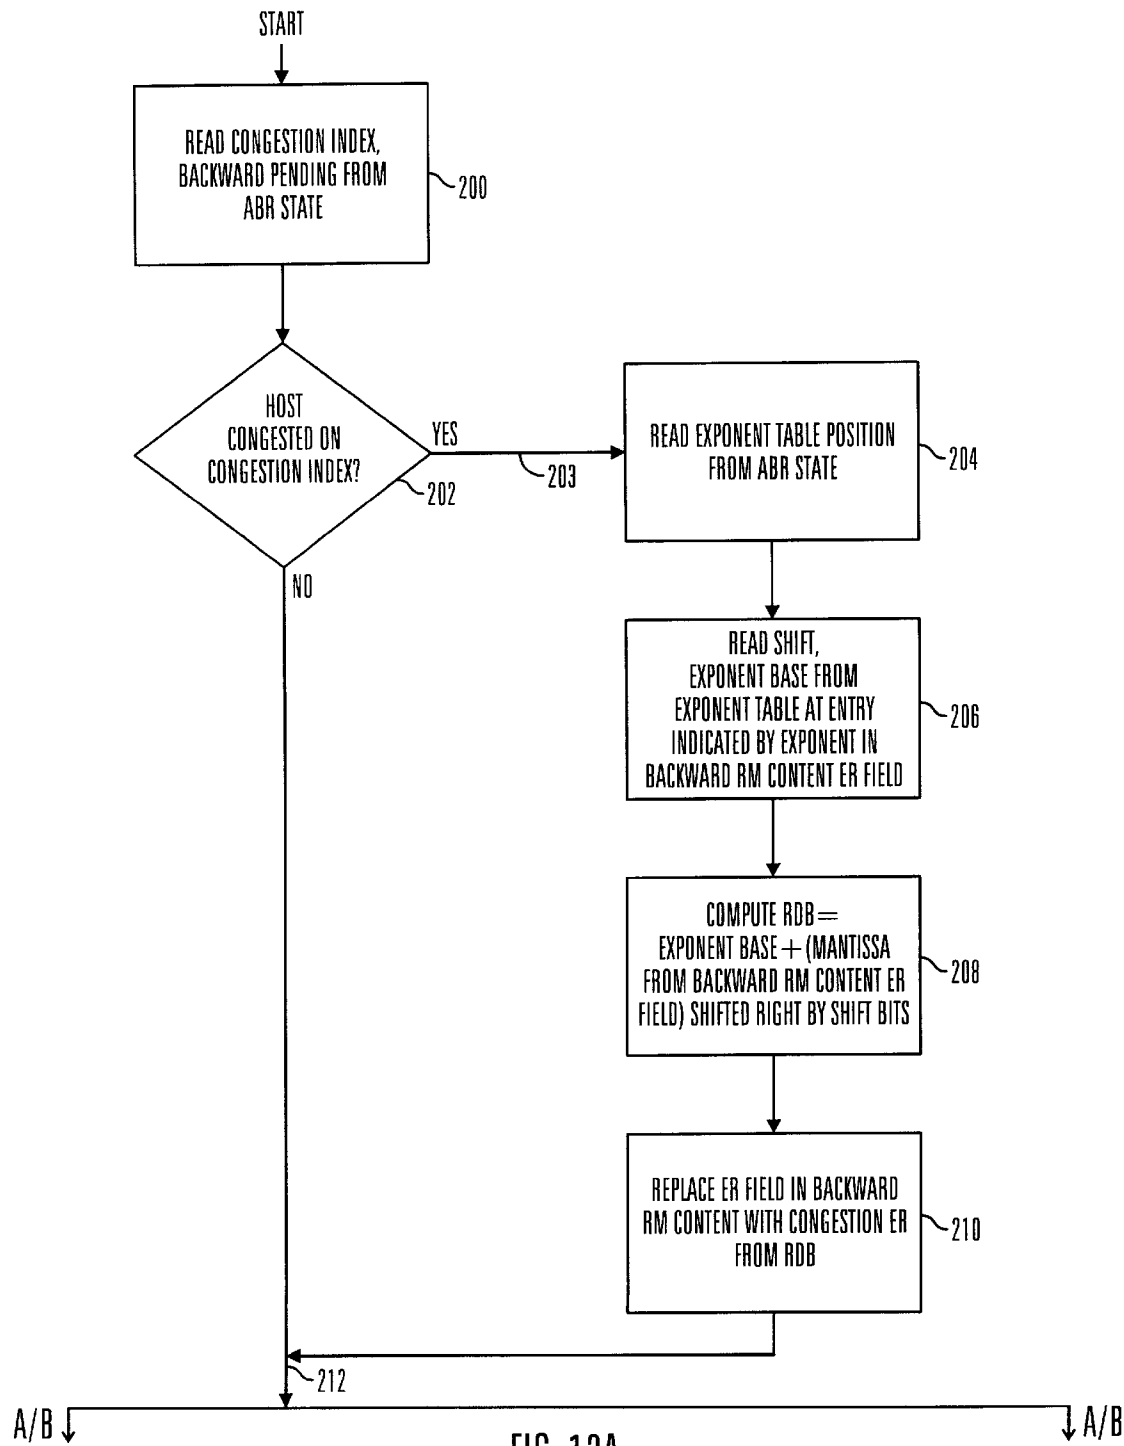 START
READ CONGESTION INDEX,
BACKWARD PENDING FROM
ABR STATE
200
HOST
CONGESTED ON
CONGESTION INDEX?
202
YES
203
NO
READ EXPONENT TABLE POSITION
FROM ABR STATE
204
READ SHIFT,
EXPONENT BASE FROM
EXPONENT TABLE AT ENTRY
INDICATED BY EXPONENT IN
BACKWARD RM CONTENT ER FIELD
206
COMPUTE RDB=
EXPONENT BASE+(MANTISSA
FROM BACKWARD RM CONTENT ER
FIELD) SHIFTED RIGHT BY SHIFT BITS
208
REPLACE ER FIELD IN BACKWARD
RM CONTENT WITH CONGESTION ER
FROM RDB
210
212
A/B
A/B